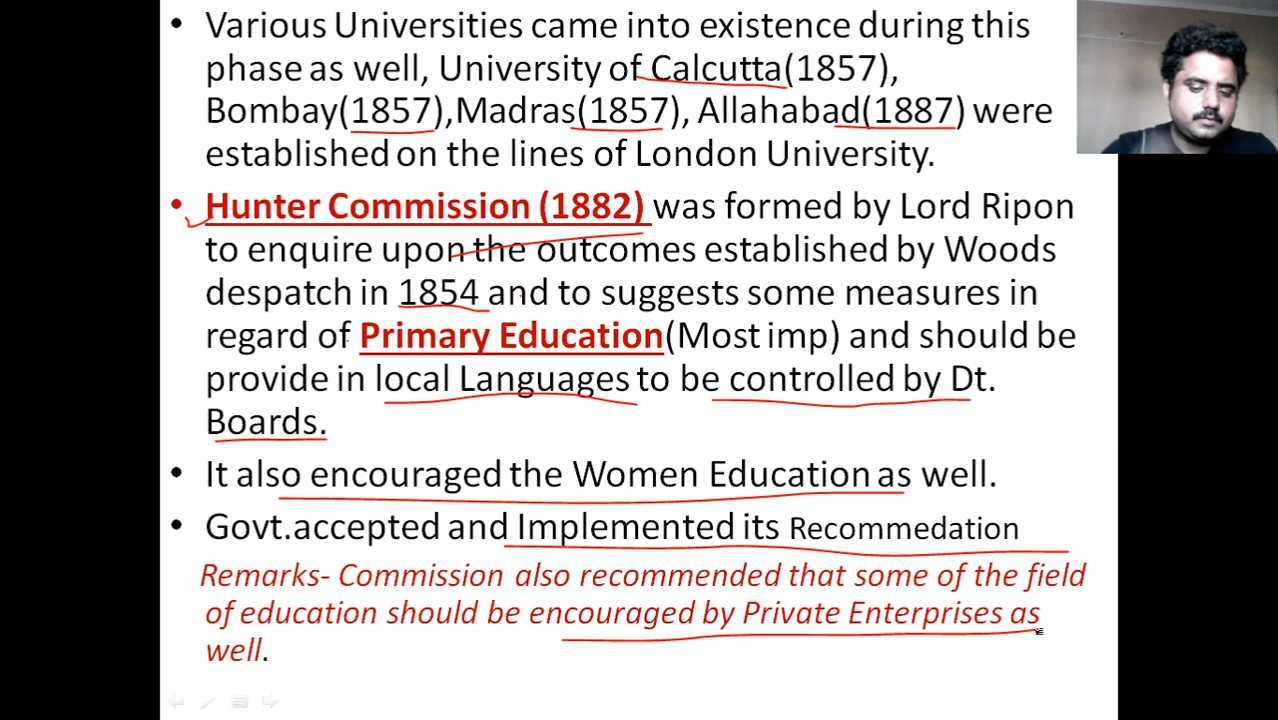 • Various Universities came into existence during this
phase as well, University of Calcutta(1857),
Bombay(1857),Madras(1857), Allahabad(1887) were
established on the lines of London University.
• Hunter Commission (1882) was formed by Lord Ripon
to enquire upon the outcomes established by Woods
despatch in 1854 and to suggests some measures in
regard of Primary Education(Most imp) and should be
provide in local Languages to be controlled by Dt.
Boards.
• It also encouraged the Women Education as well.
• Govt.accepted and Implemented its Recommedation
Remarks- Commission also recommended that some of the field
of education should be encouraged by Private Enterprises as
well.